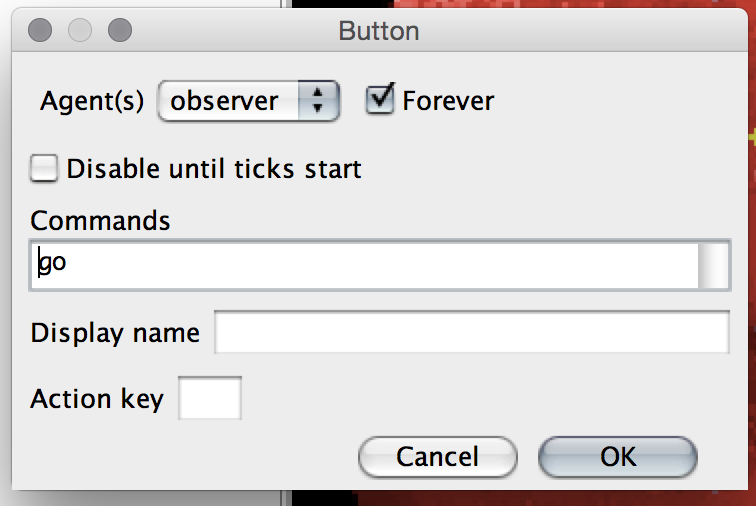 Button
Agent(s) observer Forever
Disable until ticks start
Commands
go
Display name
Action key
Cancel OK